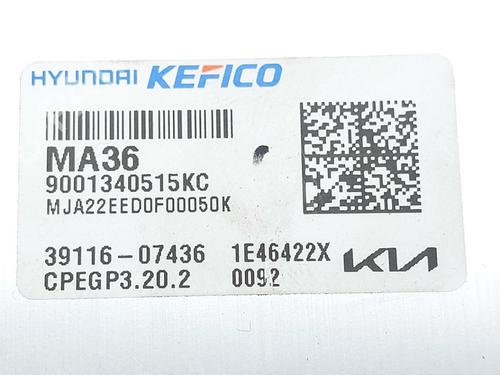 HYUNDAI KEFICO
MA36
9001340515KC
MJA22EED0F00050K
39116-07436 1E46422X KIA
CPEGP3.20.2 0092